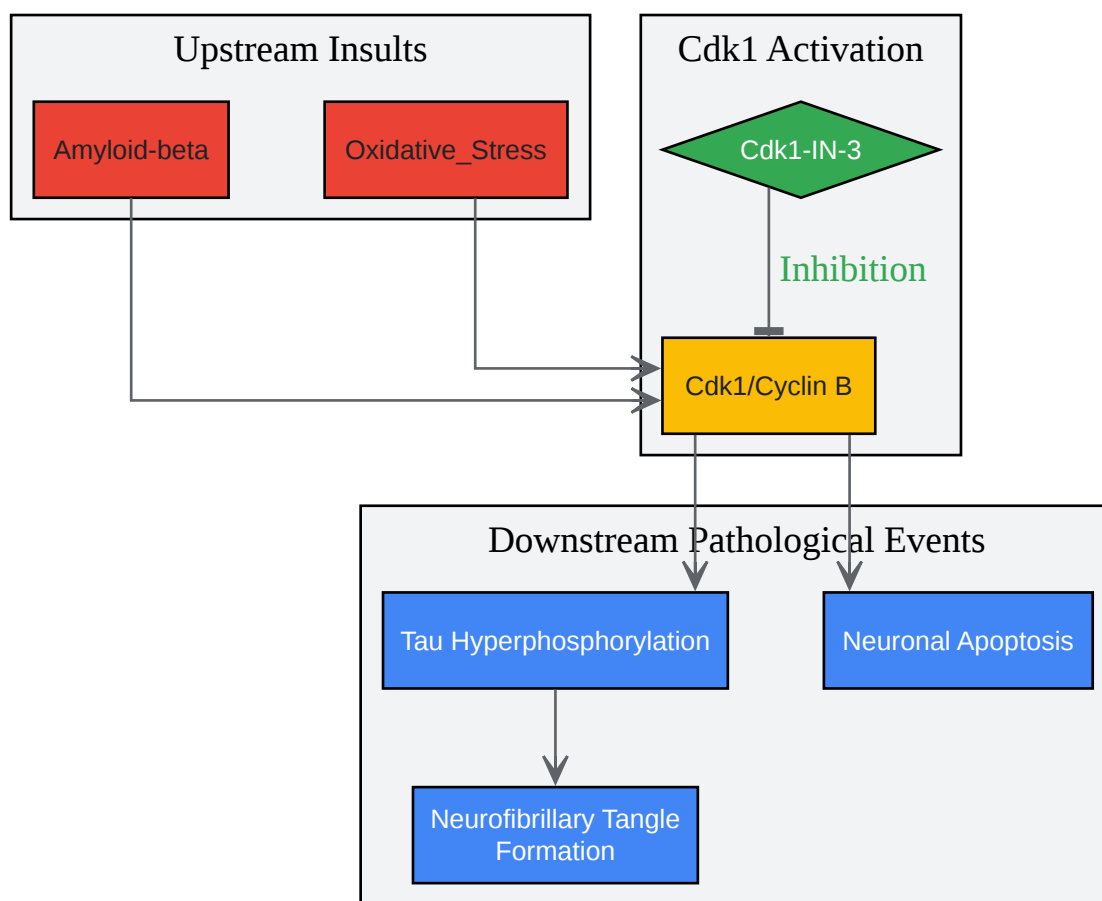 Upstream Insults
Cdk1 Activation
Amyloid-beta
Oxidative_Stress
Cdk1-IN-3
Inhibition
Cdk1/Cyclin B
Downstream Pathological Events
Tau Hyperphosphorylation
Neuronal Apoptosis
Neurofibrillary Tangle
Formation